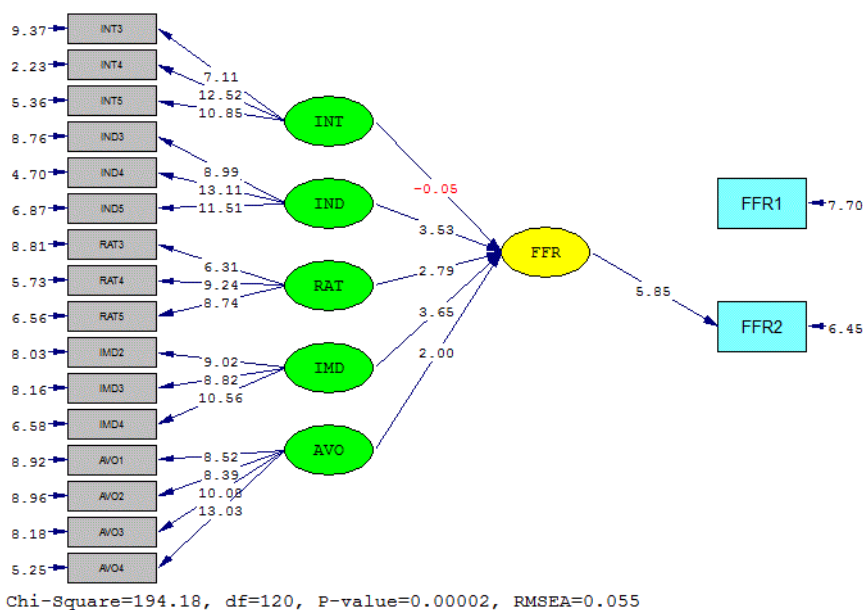 9.37 INT3
2.23 INT4
7.11
5.36 INT5
12.52
10.85
INT
8.76 IND3
4.70 IND4
8.99
-0.05
13.11
FFR1 7.70
6.87 IND5
11.51
IND
3.53
8.81 RAT3
FFR
5.73 RAT4
6.31
2.79
9.24
RAT
5.85
6.56 RAT5
8.74
3.65
FFR2 6.45
8.03 IMD2
9.02
2.00
8.16 IMD3
8.82
IMD
6.58 IMD4
10.56
8.92 AVO1
8.52
AVO
8.39
8.96 AVO2
10.08
13.03
8.18 AVO3
5.25 AVO4
Chi-Square=194.18, df=120, P-value=0.00002, RMSEA=0.055